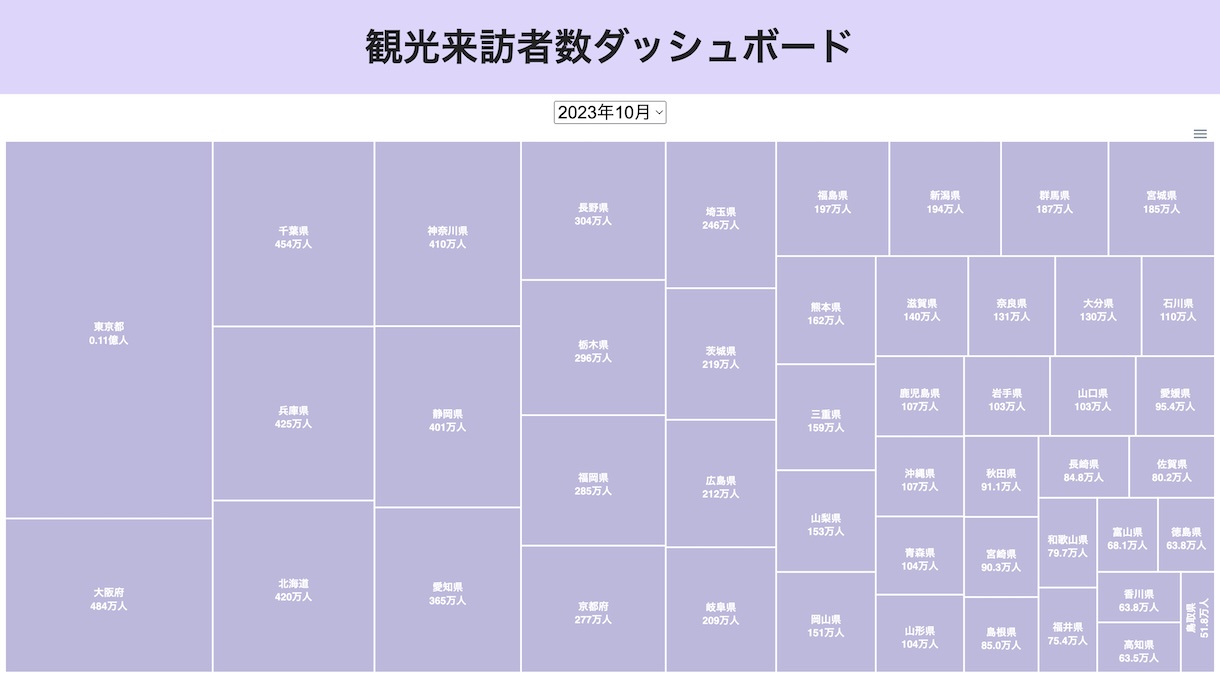 観光来訪者数ダッシュボード
2023年10月
東京都
0.11億人
大阪府
484万人
千葉県
454万人
兵庫県
425万人
北海道
420万人
神奈川県
410万人
静岡県
401万人
愛知県
365万人
長野県
304万人
栃木県
296万人
福岡県
285万人
京都府
277万人
埼玉県
246万人
茨城県
219万人
広島県
212万人
岐阜県
209万人
福島県
197万人
新潟県
194万人
群馬県
187万人
宮城県
185万人
熊本県
162万人
三重県
159万人
山梨県
153万人
岡山県
151万人
滋賀県
140万人
奈良県
131万人
大分県
130万人
石川県
110万人
鹿児島県
107万人
沖縄県
107万人
青森県
104万人
山形県
104万人
岩手県
103万人
山口県
103万人
愛媛県
95.4万人
秋田県
91.1万人
宮崎県
90.3万人
島根県
85.0万人
長崎県
84.8万人
佐賀県
80.2万人
和歌山県
79.7万人
福井県
75.4万人
富山県
68.1万人
徳島県
63.8万人
香川県
63.8万人
高知県
63.5万人
鳥取県
51.8万人